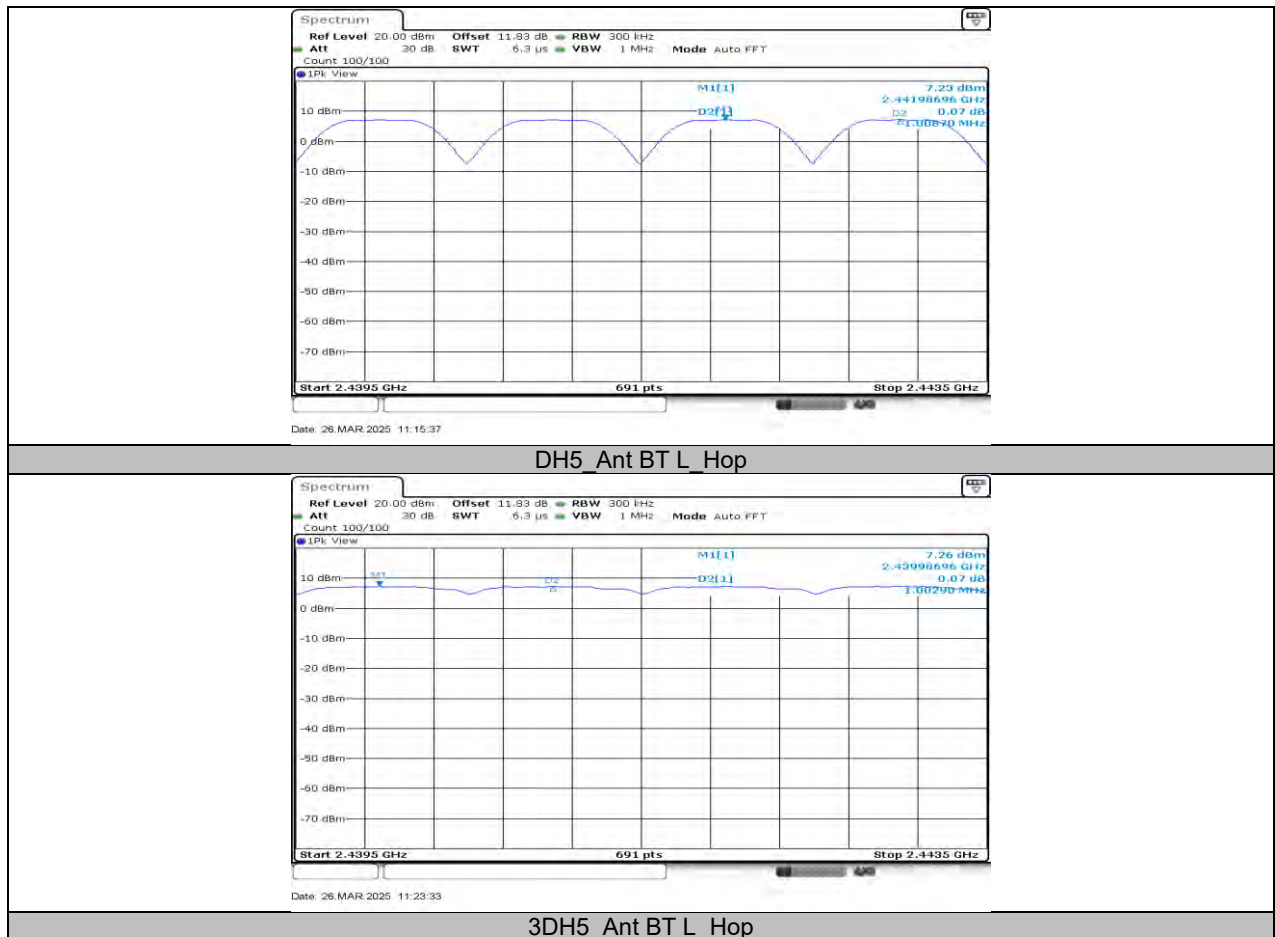 Spectrum
Ref Level 20.00 dBm Offset 11.83 dB RBW 300 kHz
Att 30 dB SWT 6.3 µs VBW 1 MHz Mode Auto FFT
Count 100/100
1Pk View
M1[1] 7.23 dBm
2.44198696 GHz
10 dBm D2[1] D2 0.07 dB
1.00870 MHz
0 dBm
-10 dBm
-20 dBm
-30 dBm
-40 dBm
-50 dBm
-60 dBm
-70 dBm
Start 2.4395 GHz 691 pts Stop 2.4435 GHz
Date: 26.MAR.2025 11:15:37
DH5_Ant BT L_Hop
Spectrum
Ref Level 20.00 dBm Offset 11.83 dB RBW 300 kHz
Att 30 dB SWT 6.3 µs VBW 1 MHz Mode Auto FFT
Count 100/100
1Pk View
M1[1] 7.26 dBm
2.43998696 GHz
10 dBm M1 D2 D2[1] 0.07 dB
1.00290 MHz
0 dBm
-10 dBm
-20 dBm
-30 dBm
-40 dBm
-50 dBm
-60 dBm
-70 dBm
Start 2.4395 GHz 691 pts Stop 2.4435 GHz
Date: 26.MAR.2025 11:23:33
3DH5_Ant BT L_Hop